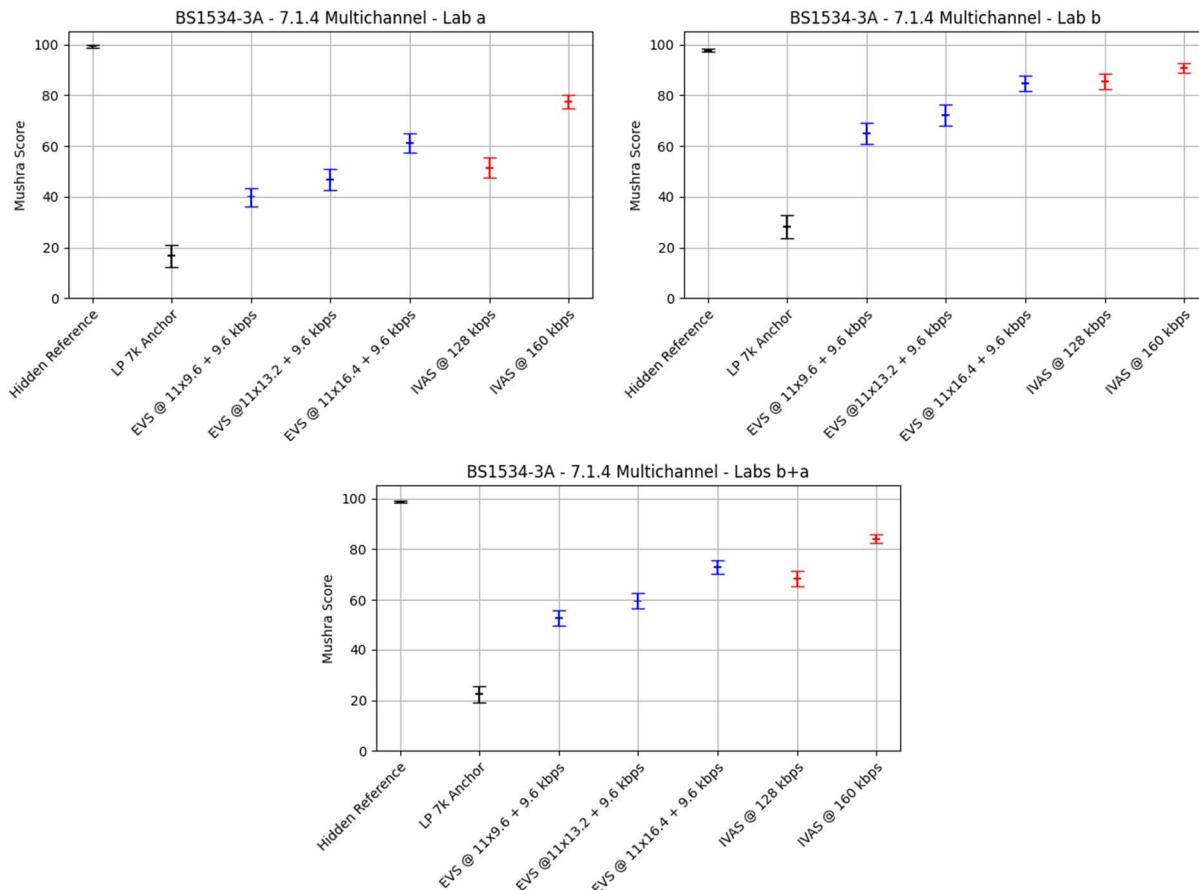 BS1534-3A - 7.1.4 Multichannel - Lab a
Mushra Score
100
80
60
40
20
0
Hidden Reference
LP 7k Anchor
EVS @ 11x9.6 + 9.6 kbps
EVS @11x13.2 + 9.6 kbps
EVS @ 11x16.4 + 9.6 kbps
IVAS @ 128 kbps
IVAS @ 160 kbps
BS1534-3A - 7.1.4 Multichannel - Lab b
Mushra Score
100
80
60
40
20
0
Hidden Reference
LP 7k Anchor
EVS @ 11x9.6 + 9.6 kbps
EVS @11x13.2 + 9.6 kbps
EVS @ 11x16.4 + 9.6 kbps
IVAS @ 128 kbps
IVAS @ 160 kbps
BS1534-3A - 7.1.4 Multichannel - Labs b+a
Mushra Score
100
80
60
40
20
0
Hidden Reference
LP 7k Anchor
EVS @ 11x9.6 + 9.6 kbps
EVS @11x13.2 + 9.6 kbps
EVS @ 11x16.4 + 9.6 kbps
IVAS @ 128 kbps
IVAS @ 160 kbps